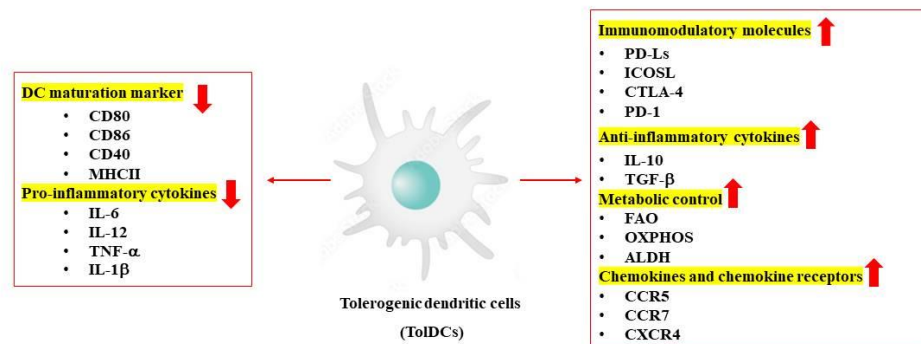 DC maturation marker
• CD80
• CD86
• CD40
• MHCII
Pro-inflammatory cytokines
• IL-6
• IL-12
• TNF-α
• IL-1β
Tolerogenic dendritic cells
(TolDCs)
Immunomodulatory molecules
• PD-Ls
• ICOSL
• CTLA-4
• PD-1
Anti-inflammatory cytokines
• IL-10
• TGF-β
Metabolic control
• FAO
• OXPHOS
• ALDH
Chemokines and chemokine receptors
• CCR5
• CCR7
• CXCR4